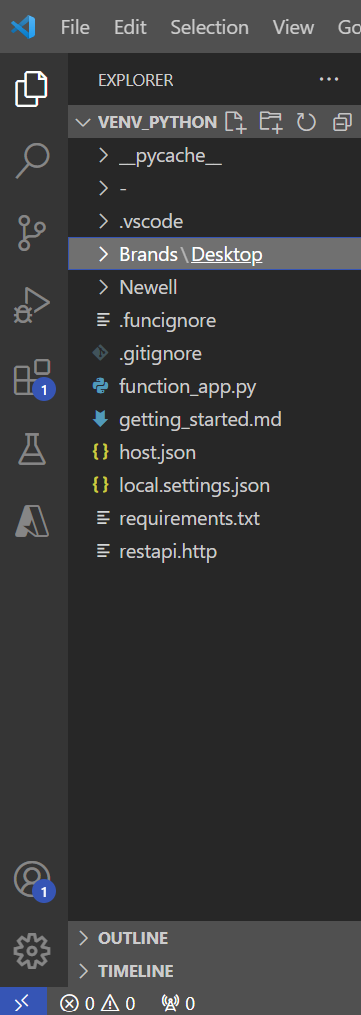 File Edit Selection View Go
EXPLORER ...
VENV_PYTHON
__pycache__
-
.vscode
Brands\Desktop
Newell
.funcignore
.gitignore
function_app.py
getting_started.md
{} host.json
{} local.settings.json
requirements.txt
restapi.http
1
1
OUTLINE
TIMELINE
0 0 0